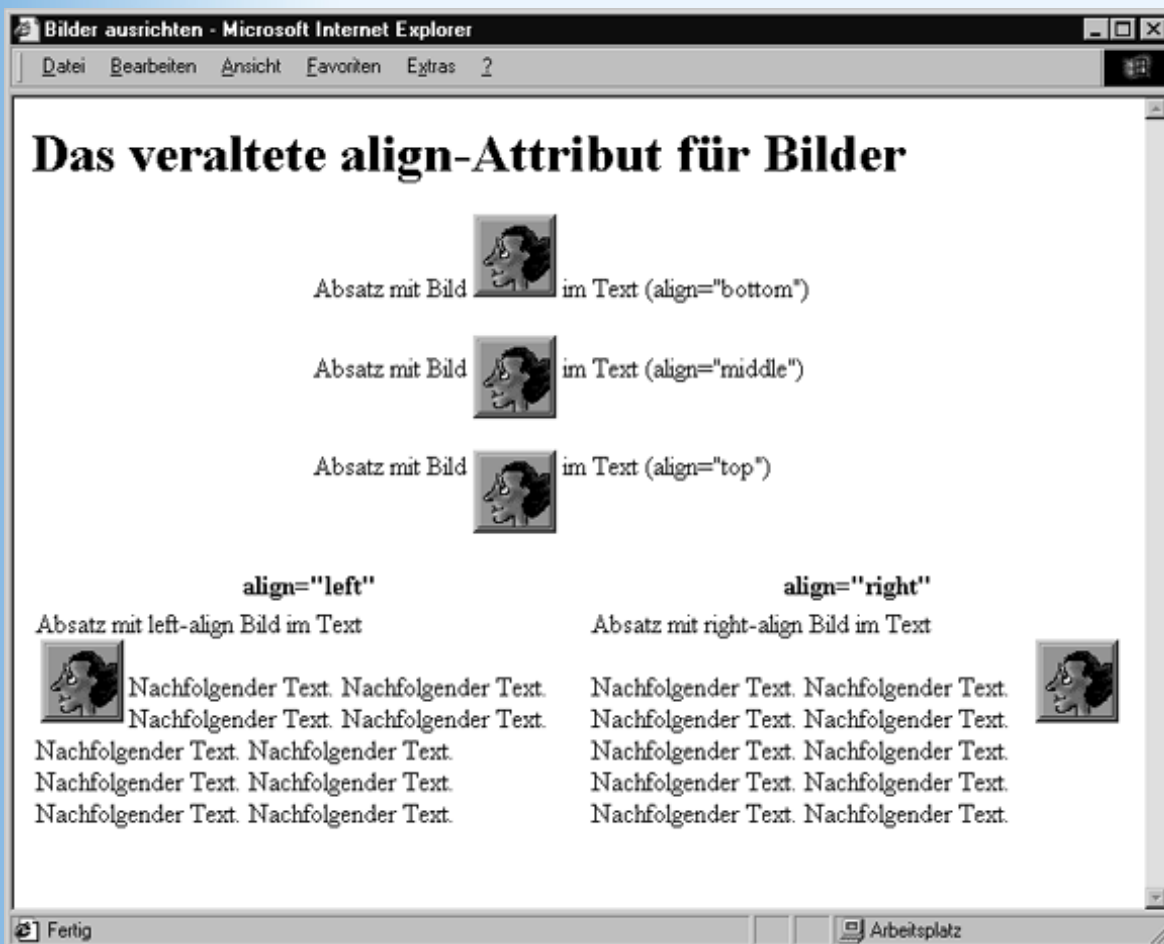 Bilder ausrichten - Microsoft Internet Explorer
Datei Bearbeiten Ansicht Favoriten Extras ?
Das veraltete align-Attribut für Bilder
Absatz mit Bild im Text (align="bottom")
Absatz mit Bild im Text (align="middle")
Absatz mit Bild im Text (align="top")
align="left"
Absatz mit left-align Bild im Text
Nachfolgender Text. Nachfolgender Text.
Nachfolgender Text. Nachfolgender Text.
Nachfolgender Text. Nachfolgender Text.
Nachfolgender Text. Nachfolgender Text.
Nachfolgender Text. Nachfolgender Text.
align="right"
Absatz mit right-align Bild im Text
Nachfolgender Text. Nachfolgender Text.
Nachfolgender Text. Nachfolgender Text.
Nachfolgender Text. Nachfolgender Text.
Nachfolgender Text. Nachfolgender Text.
Nachfolgender Text. Nachfolgender Text.
Fertig
Arbeitsplatz